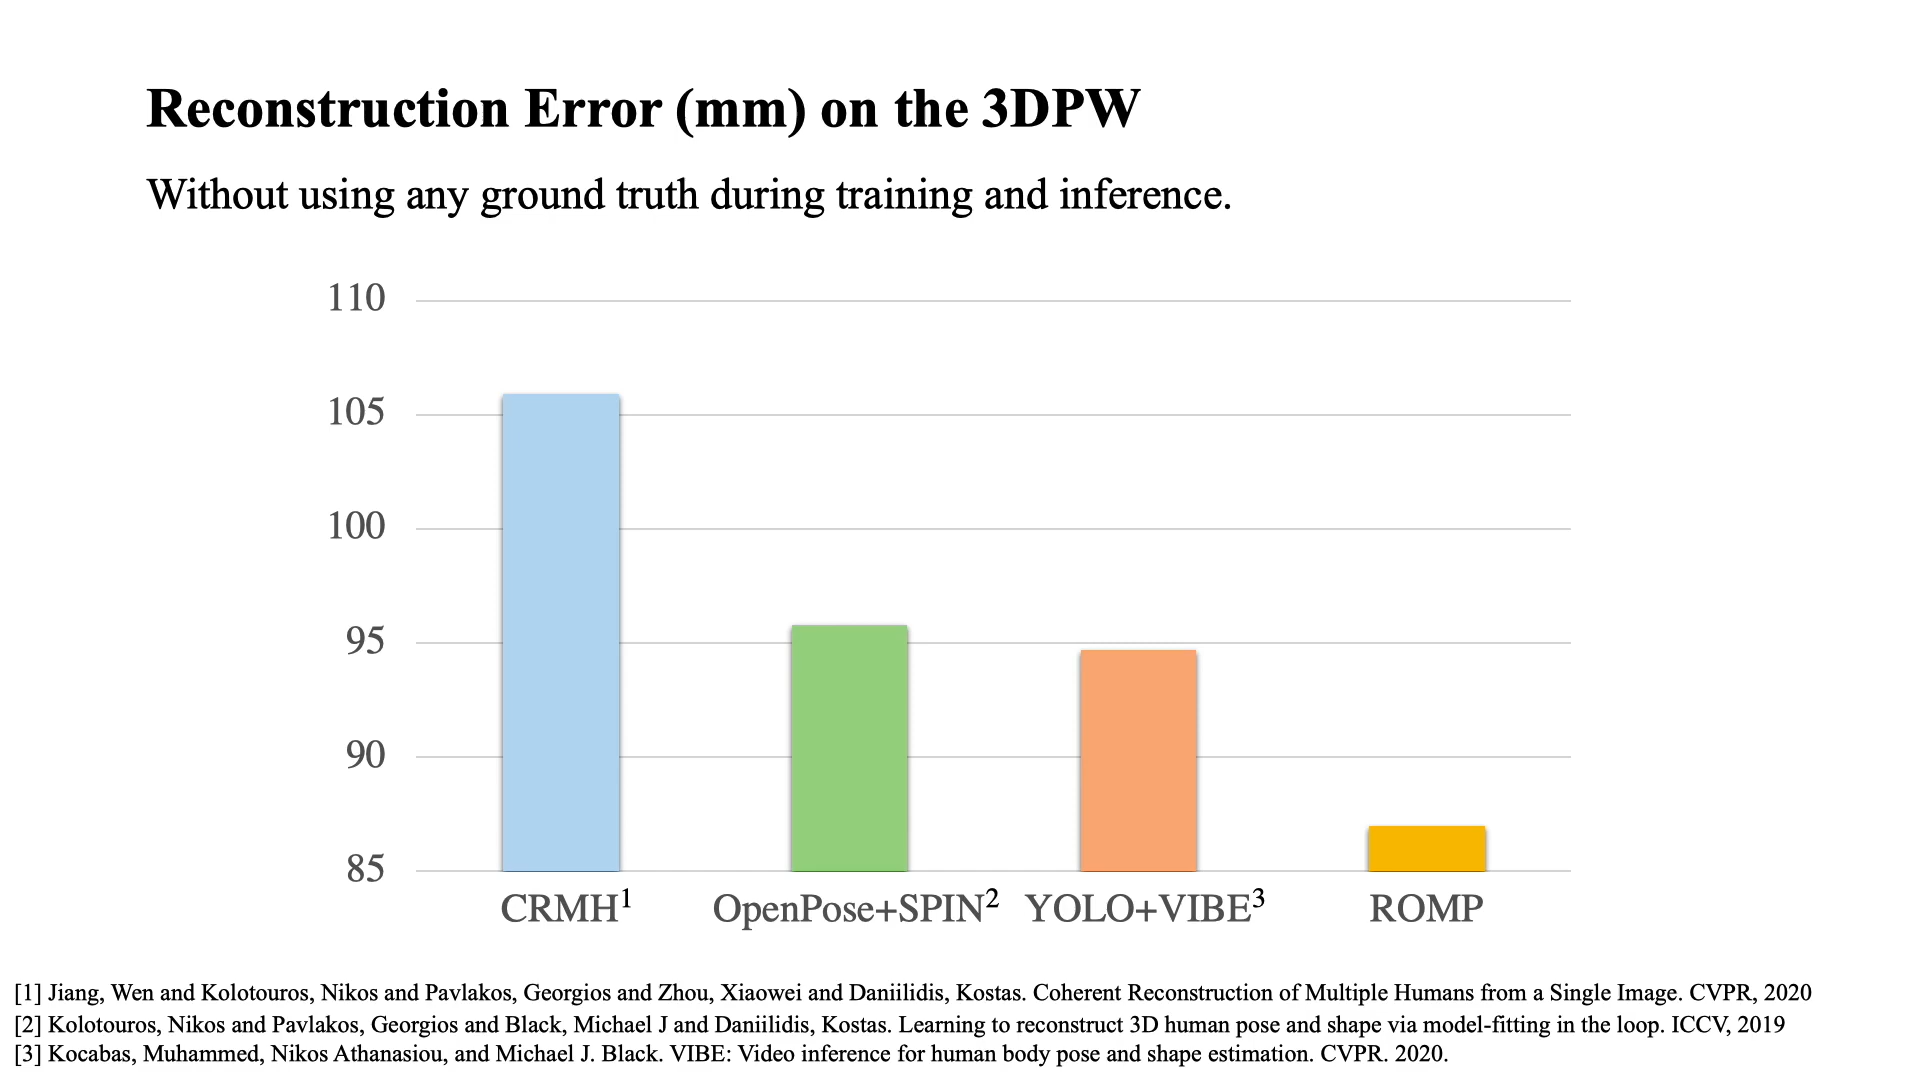 Reconstruction Error (mm) on the 3DPW
Without using any ground truth during training and inference.
110
105
100
95
90
85
CRMH¹ OpenPose+SPIN² YOLO+VIBE³ ROMP
[1] Jiang, Wen and Kolotouros, Nikos and Pavlakos, Georgios and Zhou, Xiaowei and Daniilidis, Kostas. Coherent Reconstruction of Multiple Humans from a Single Image. CVPR, 2020
[2] Kolotouros, Nikos and Pavlakos, Georgios and Black, Michael J and Daniilidis, Kostas. Learning to reconstruct 3D human pose and shape via model-fitting in the loop. ICCV, 2019
[3] Kocabas, Muhammed, Nikos Athanasiou, and Michael J. Black. VIBE: Video inference for human body pose and shape estimation. CVPR. 2020.